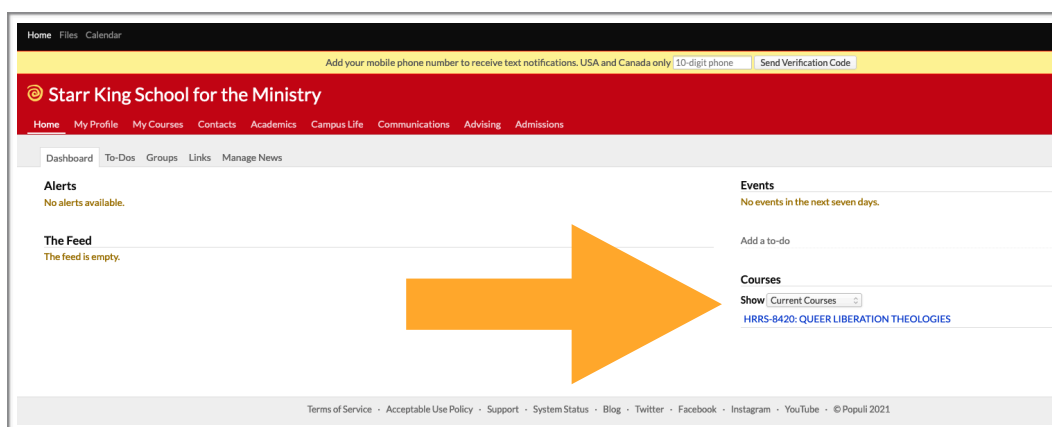 Home Files Calendar
Add your mobile phone number to receive text notifications. USA and Canada only 10-digit phone Send Verification Code
Starr King School for the Ministry
Home My Profile My Courses Contacts Academics Campus Life Communications Advising Admissions
Dashboard To-Dos Groups Links Manage News
Alerts
No alerts available.
The Feed
The feed is empty.
Events
No events in the next seven days.
Add a to-do
Courses
Show Current Courses
HRRS-8420: QUEER LIBERATION THEOLOGIES
Terms of Service · Acceptable Use Policy · Support · System Status · Blog · Twitter · Facebook · Instagram · YouTube · © Populi 2021